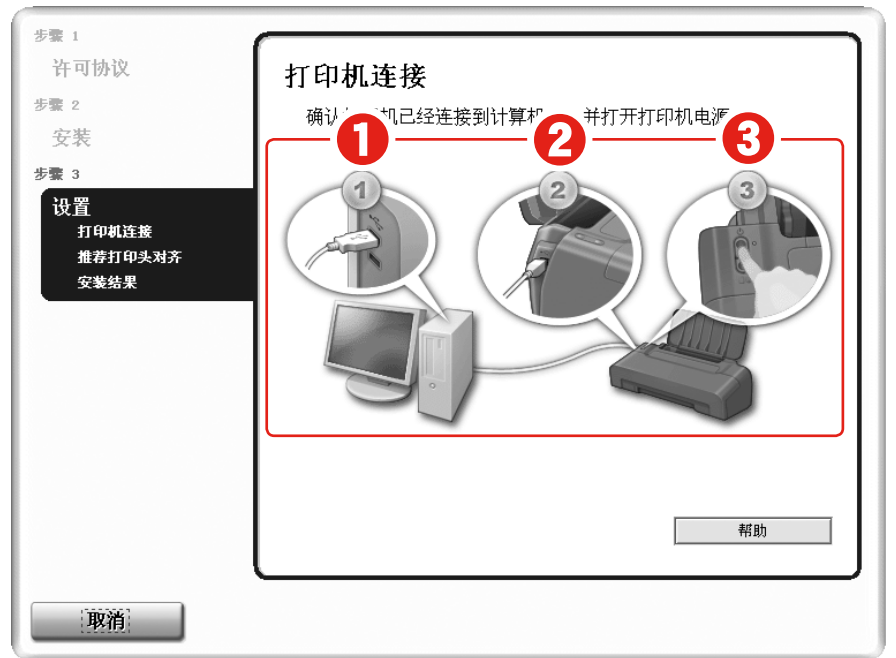 步骤 1
许可协议
步骤 2
安装
步骤 3
设置
打印机连接
推荐打印头对齐
安装结果
打印机连接
确认 机已经连接到计算机 并打开打印机电源
1 2 3
1 2 3
帮助
取消